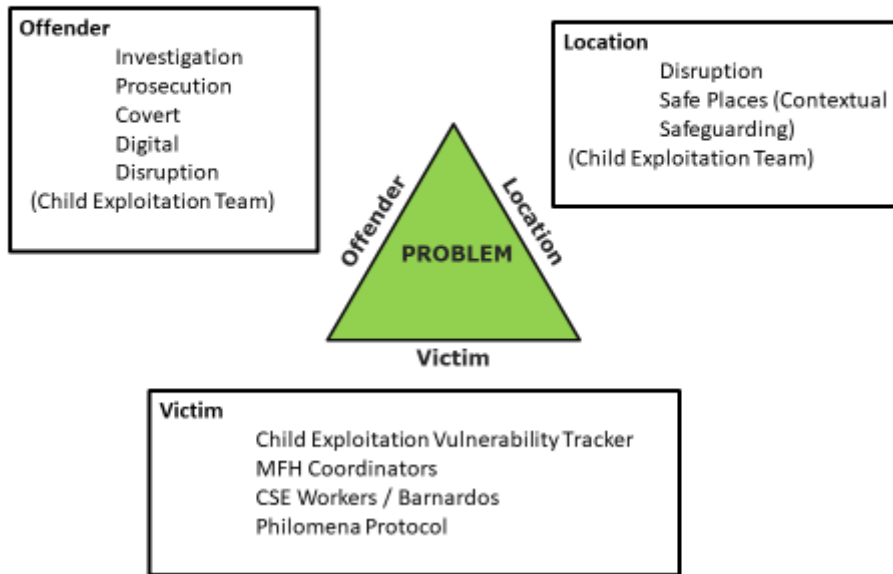 Offender
Investigation
Prosecution
Covert
Digital
Disruption
(Child Exploitation Team)
Location
Disruption
Safe Places (Contextual
Safeguarding)
(Child Exploitation Team)
Offender
Location
PROBLEM
Victim
Victim
Child Exploitation Vulnerability Tracker
MFH Coordinators
CSE Workers / Barnardos
Philomena Protocol